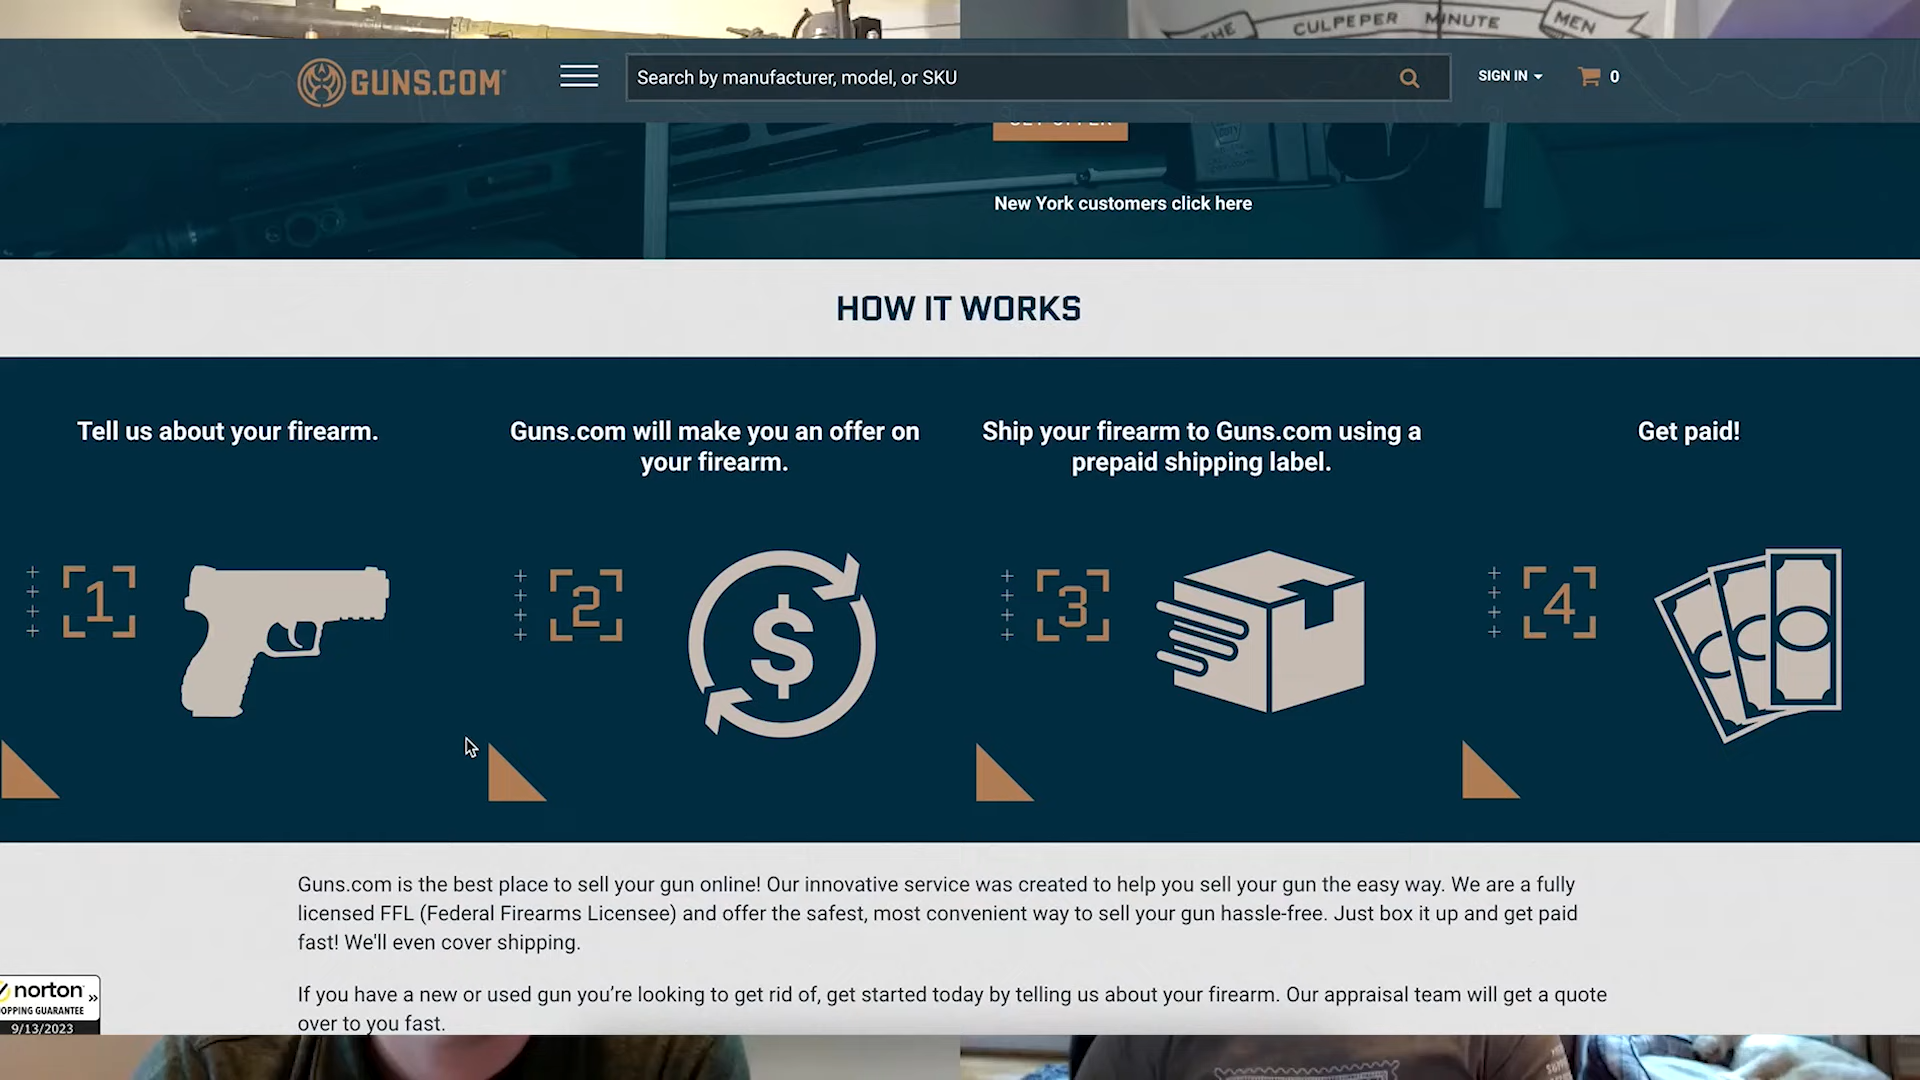 THE CULPEPER MINUTE MEN
GUNS.COM
Search by manufacturer, model, or SKU
SIGN IN
0
GET OFFER
New York customers click here
HOW IT WORKS
Tell us about your firearm.
Guns.com will make you an offer on
your firearm.
Ship your firearm to Guns.com using a
prepaid shipping label.
Get paid!
1
2
$
3
4
Guns.com is the best place to sell your gun online! Our innovative service was created to help you sell your gun the easy way. We are a fully
licensed FFL (Federal Firearms Licensee) and offer the safest, most convenient way to sell your gun hassle-free. Just box it up and get paid
fast! We'll even cover shipping.
norton
OPPING GUARANTEE
9/13/2023
If you have a new or used gun you’re looking to get rid of, get started today by telling us about your firearm. Our appraisal team will get a quote
over to you fast.